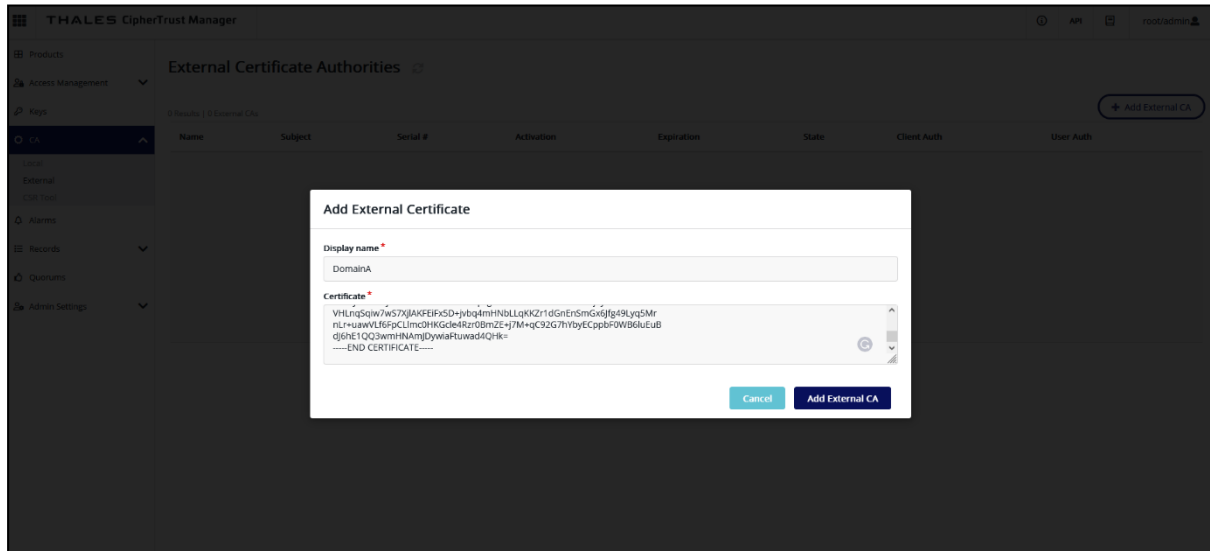 THALES CipherTrust Manager
API
rootradmin
Products
Access Management
Keys
CA
Local
External
CSR Tool
Alarms
Records
Quorums
Admin Settings
External Certificate Authorities
0 Results | 0 External CAs
+ Add External CA
Name Subject Serial # Activation Expiration State Client Auth User Auth
Add External Certificate
Display name *
DomainA
Certificate *
VHLnqSqiw7wS7XjlAKFEiFx5D+jvbq4mHNbLLqKKZr1dGnEnSmGx6Jfg49Lyq5Mr
nLr+uawVLf6FpCLlmc0HKGcle4Rzr0BmZE+j7M+qC92G7hYbyECppbF0WB6luEuB
dj6hE1QQ3wmHNAmJDywiaFtuwad4QHk=
-----END CERTIFICATE-----
Cancel
Add External CA